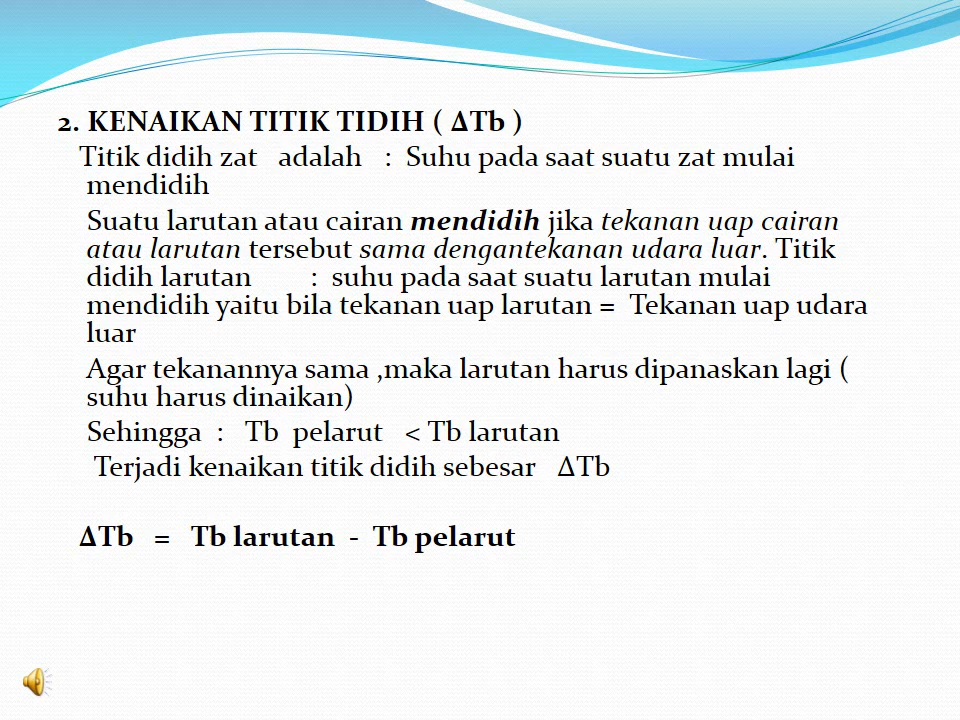 2. KENAIKAN TITIK TIDIH ( ΔTb )
Titik didih zat adalah : Suhu pada saat suatu zat mulai
mendidih
Suatu larutan atau cairan mendidih jika tekanan uap cairan
atau larutan tersebut sama dengantekanan udara luar. Titik
didih larutan : suhu pada saat suatu larutan mulai
mendidih yaitu bila tekanan uap larutan = Tekanan uap udara
luar
Agar tekanannya sama ,maka larutan harus dipanaskan lagi (
suhu harus dinaikan)
Sehingga : Tb pelarut < Tb larutan
Terjadi kenaikan titik didih sebesar ΔTb
ΔTb = Tb larutan - Tb pelarut